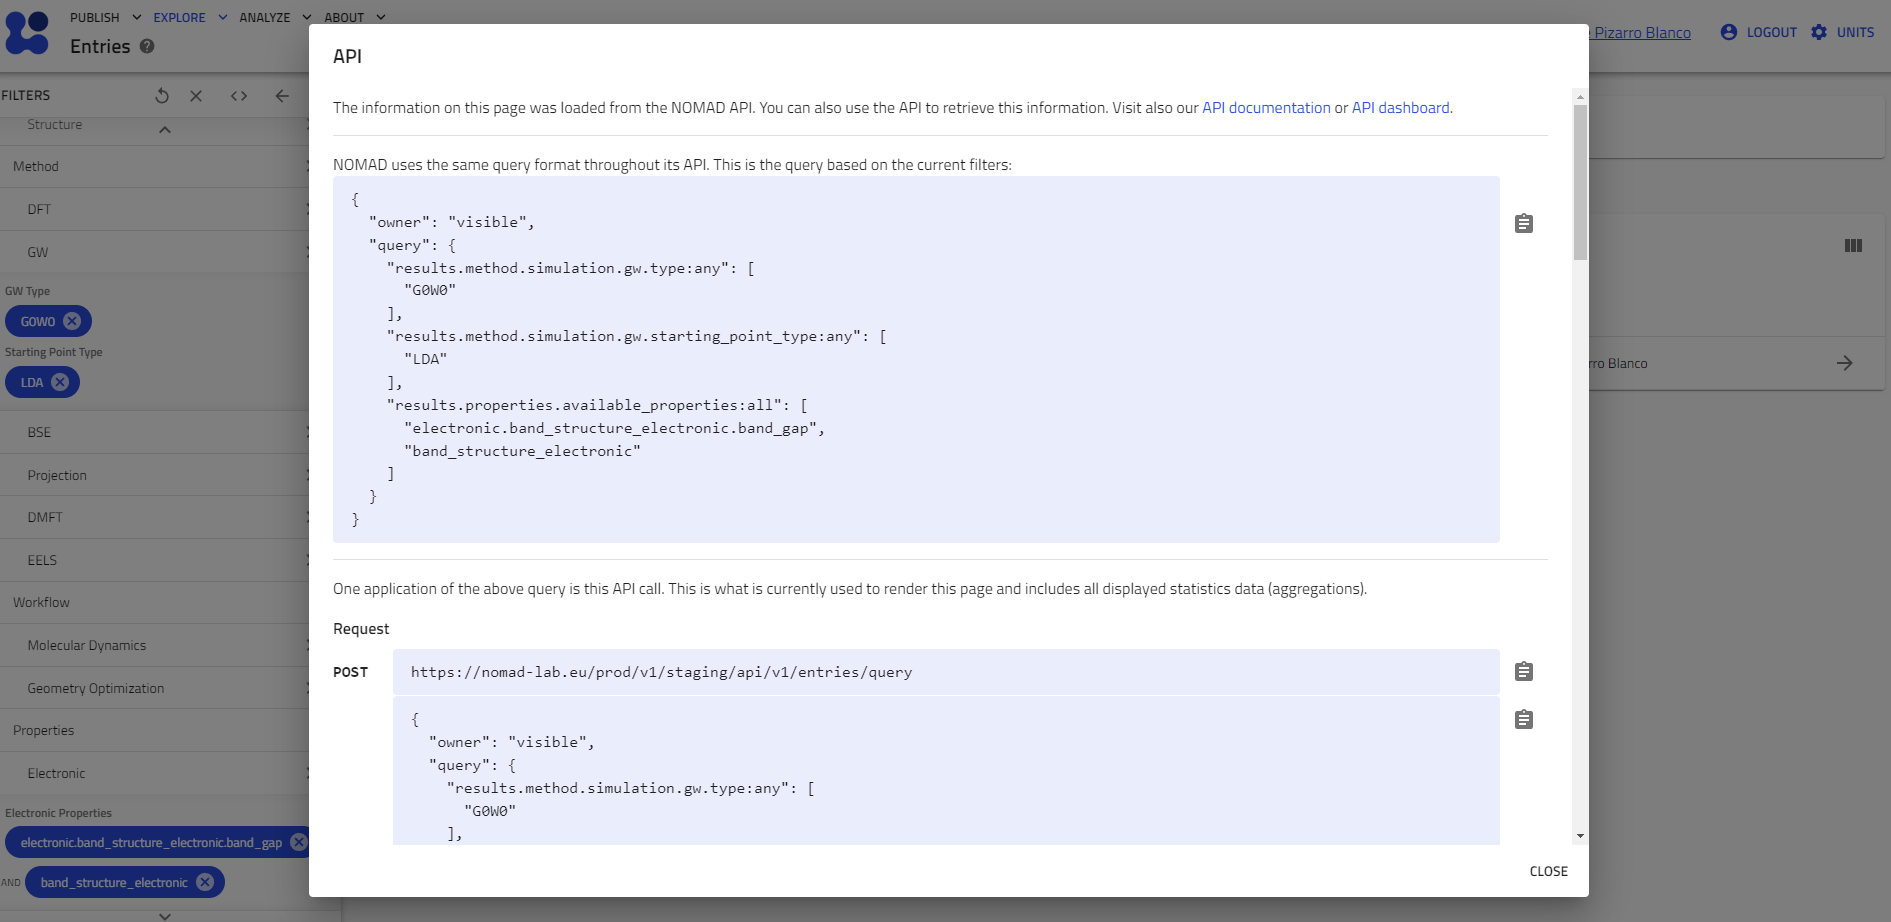 PUBLISH EXPLORE ANALYZE ABOUT
Entries
Pizarro Blanco LOGOUT UNITS
FILTERS
Structure
Method
DFT
GW
GW Type
G0W0
Starting Point Type
LDA
BSE
Projection
DMFT
EELS
Workflow
Molecular Dynamics
Geometry Optimization
Properties
Electronic
Electronic Properties
electronic.band_structure_electronic.band_gap
AND band_structure_electronic
API
The information on this page was loaded from the NOMAD API. You can also use the API to retrieve this information. Visit also our API documentation or API dashboard.
NOMAD uses the same query format throughout its API. This is the query based on the current filters:
{
"owner": "visible",
"query": {
"results.method.simulation.gw.type:any": [
"G0W0"
],
"results.method.simulation.gw.starting_point_type:any": [
"LDA"
],
"results.properties.available_properties:all": [
"electronic.band_structure_electronic.band_gap",
"band_structure_electronic"
]
}
}
One application of the above query is this API call. This is what is currently used to render this page and includes all displayed statistics data (aggregations).
Request
POST https://nomad-lab.eu/prod/v1/staging/api/v1/entries/query
{
"owner": "visible",
"query": {
"results.method.simulation.gw.type:any": [
"G0W0"
],
CLOSE
rro Blanco